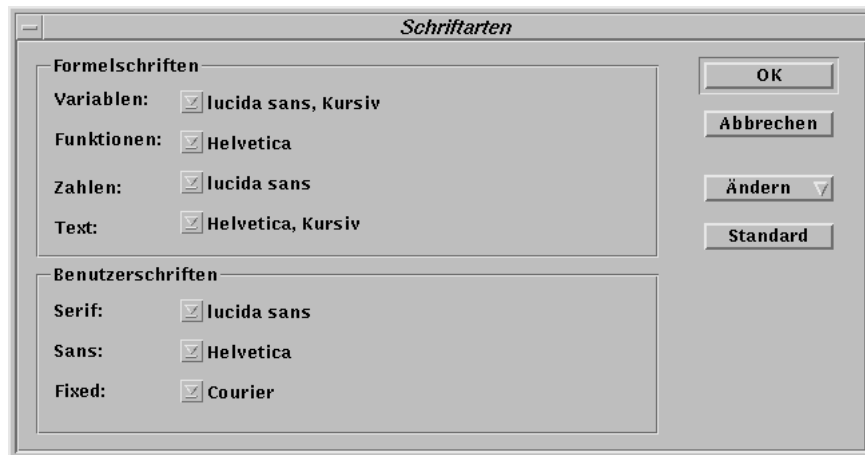 Schriftarten
Formelschriften
Variablen: lucida sans, Kursiv
Funktionen: Helvetica
Zahlen: lucida sans
Text: Helvetica, Kursiv
Benutzerschriften
Serif: lucida sans
Sans: Helvetica
Fixed: Courier
OK
Abbrechen
Ändern
Standard